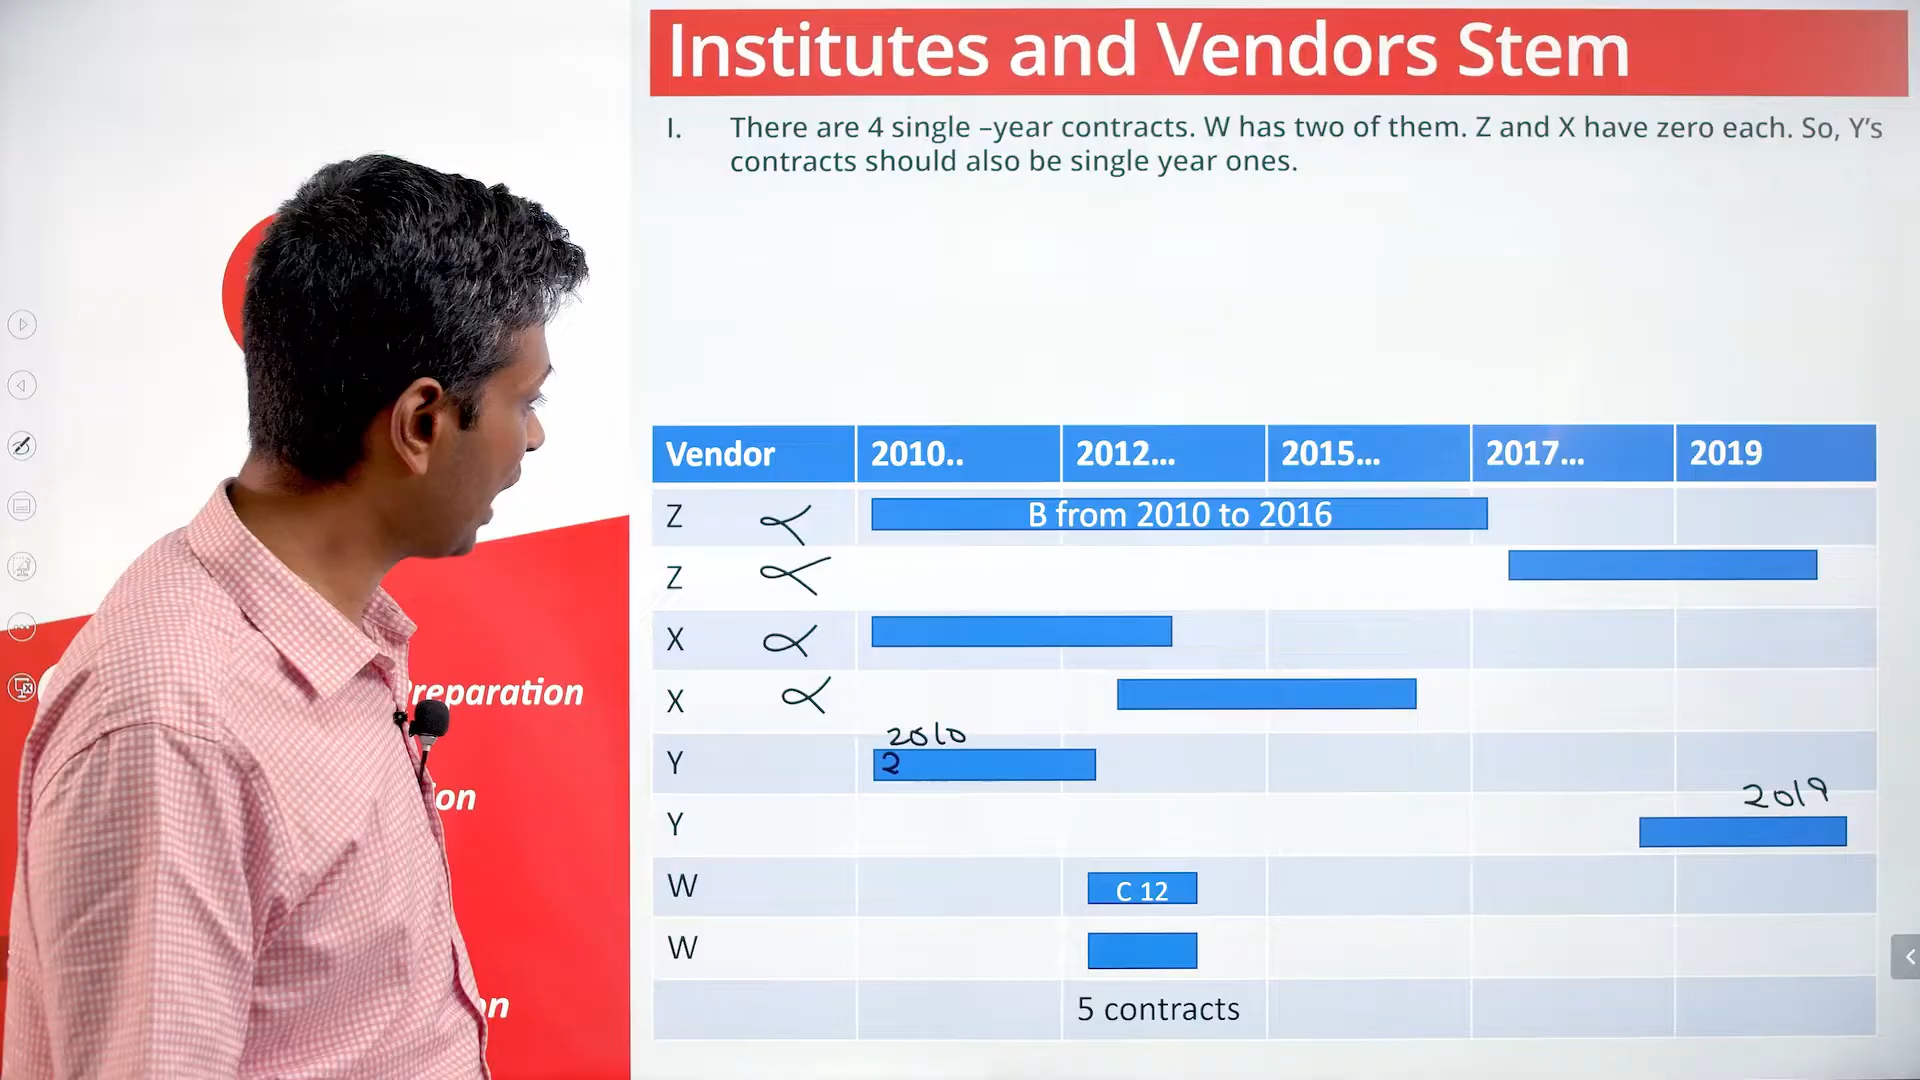 Institutes and Vendors Stem
I. There are 4 single –year contracts. W has two of them. Z and X have zero each. So, Y’s
contracts should also be single year ones.
Vendor 2010.. 2012... 2015... 2017... 2019
Z B from 2010 to 2016
Z
X
X
2010
Y 2
2019
Y
W C 12
W
5 contracts
Preparation
on
on